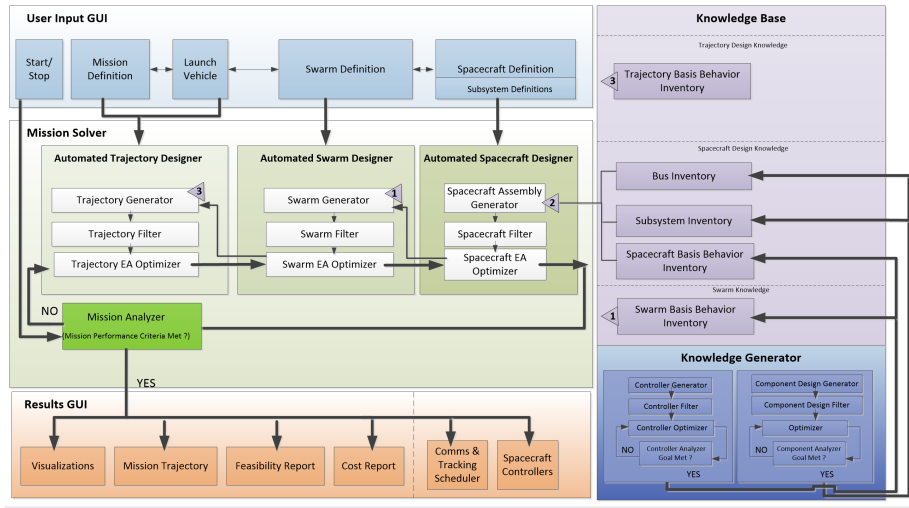 User Input GUI
Start/
Stop
Mission
Definition
Launch
Vehicle
Swarm Definition
Spacecraft Definition
Subsystem Definitions
Mission Solver
Automated Trajectory Designer
Trajectory Generator
3
Trajectory Filter
Trajectory EA Optimizer
Automated Swarm Designer
Swarm Generator
1
Swarm Filter
Swarm EA Optimizer
Automated Spacecraft Designer
Spacecraft Assembly
Generator
2
Spacecraft Filter
Spacecraft EA
Optimizer
NO
Mission Analyzer
(Mission Performance Criteria Met ?)
YES
Results GUI
Visualizations
Mission Trajectory
Feasibility Report
Cost Report
Comms &
Tracking
Scheduler
Spacecraft
Controllers
Knowledge Base
Trajectory Design Knowledge
3
Trajectory Basis Behavior
Inventory
Spacecraft Design Knowledge
Bus Inventory
Subsystem Inventory
Spacecraft Basis Behavior
Inventory
Swarm Knowledge
1
Swarm Basis Behavior
Inventory
Knowledge Generator
Controller Generator
Controller Filter
Controller Optimizer
NO
Controller Analyzer
Goal Met ?
YES
Component Design Generator
Component Design Filter
Optimizer
NO
Component Analyzer
Goal Met ?
YES